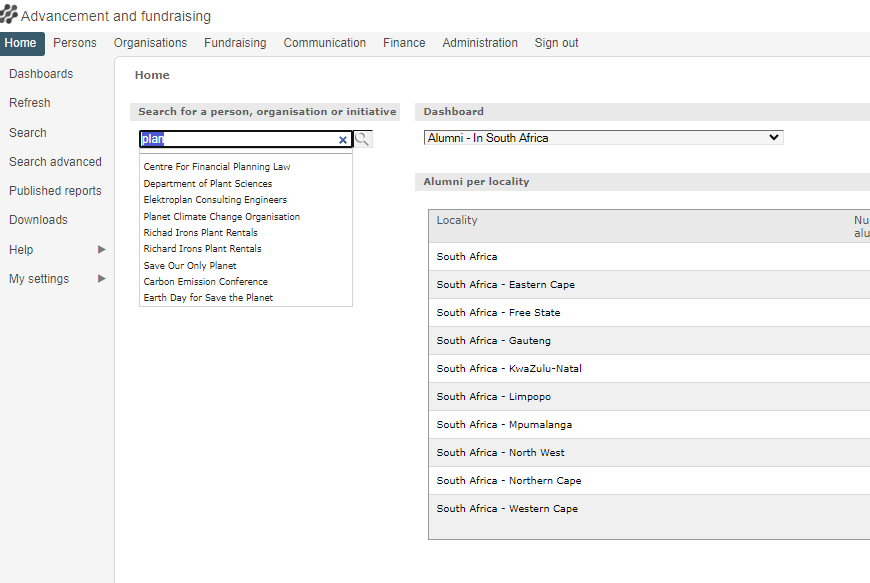 Advancement and fundraising
Home Persons Organisations Fundraising Communication Finance Administration Sign out
Dashboards
Refresh
Search
Search advanced
Published reports
Downloads
Help
My settings
Home
Search for a person, organisation or initiative
plan
Centre For Financial Planning Law
Department of Plant Sciences
Elektroplan Consulting Engineers
Planet Climate Change Organisation
Richad Irons Plant Rentals
Richard Irons Plant Rentals
Save Our Only Planet
Carbon Emission Conference
Earth Day for Save the Planet
Dashboard
Alumni - In South Africa
Alumni per locality
Locality
Nu
alu
South Africa
South Africa - Eastern Cape
South Africa - Free State
South Africa - Gauteng
South Africa - KwaZulu-Natal
South Africa - Limpopo
South Africa - Mpumalanga
South Africa - North West
South Africa - Northern Cape
South Africa - Western Cape